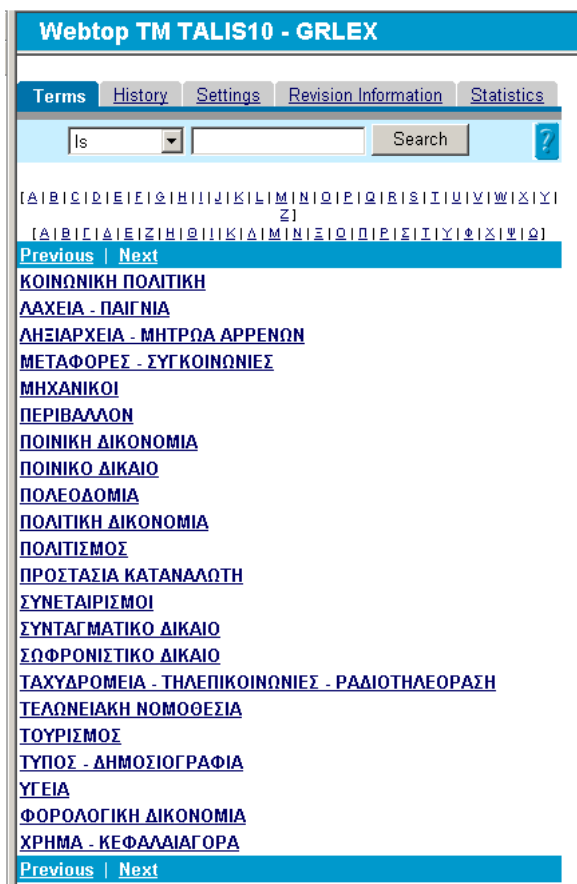 Webtop TM TALIS10 - GRLEX
Terms History Settings Revision Information Statistics
Is Search ?
[ A | B | C | D | E | F | G | H | I | J | K | L | M | N | O | P | Q | R | S | T | U | V | W | X | Y |
Z ]
[ Α | Β | Γ | Δ | Ε | Ζ | Η | Θ | Ι | Κ | Λ | Μ | Ν | Ξ | Ο | Π | Ρ | Σ | Τ | Υ | Φ | Χ | Ψ | Ω ]
Previous | Next
ΚΟΙΝΩΝΙΚΗ ΠΟΛΙΤΙΚΗ
ΛΑΧΕΙΑ - ΠΑΙΓΝΙΑ
ΛΗΞΙΑΡΧΕΙΑ - ΜΗΤΡΩΑ ΑΡΡΕΝΩΝ
ΜΕΤΑΦΟΡΕΣ - ΣΥΓΚΟΙΝΩΝΙΕΣ
ΜΗΧΑΝΙΚΟΙ
ΠΕΡΙΒΑΛΛΟΝ
ΠΟΙΝΙΚΗ ΔΙΚΟΝΟΜΙΑ
ΠΟΙΝΙΚΟ ΔΙΚΑΙΟ
ΠΟΛΕΟΔΟΜΙΑ
ΠΟΛΙΤΙΚΗ ΔΙΚΟΝΟΜΙΑ
ΠΟΛΙΤΙΣΜΟΣ
ΠΡΟΣΤΑΣΙΑ ΚΑΤΑΝΑΛΩΤΗ
ΣΥΝΕΤΑΙΡΙΣΜΟΙ
ΣΥΝΤΑΓΜΑΤΙΚΟ ΔΙΚΑΙΟ
ΣΩΦΡΟΝΙΣΤΙΚΟ ΔΙΚΑΙΟ
ΤΑΧΥΔΡΟΜΕΙΑ - ΤΗΛΕΠΙΚΟΙΝΩΝΙΕΣ - ΡΑΔΙΟΤΗΛΕΟΡΑΣΗ
ΤΕΛΩΝΕΙΑΚΗ ΝΟΜΟΘΕΣΙΑ
ΤΟΥΡΙΣΜΟΣ
ΤΥΠΟΣ - ΔΗΜΟΣΙΟΓΡΑΦΙΑ
ΥΓΕΙΑ
ΦΟΡΟΛΟΓΙΚΗ ΔΙΚΟΝΟΜΙΑ
ΧΡΗΜΑ - ΚΕΦΑΛΑΙΑΓΟΡΑ
Previous | Next